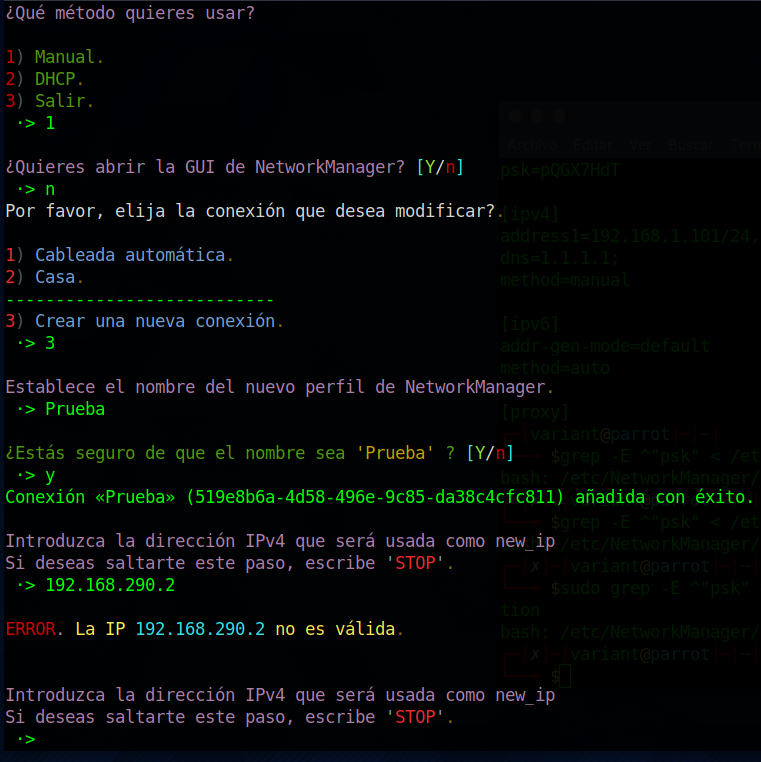 ¿Qué método quieres usar?
1) Manual.
2) DHCP.
3) Salir.
·> 1
¿Quieres abrir la GUI de NetworkManager? [Y/n]
·> n
Por favor, elija la conexión que desea modificar?.
1) Cableada automática.
2) Casa.
---------------------------
3) Crear una nueva conexión.
·> 3
Establece el nombre del nuevo perfil de NetworkManager.
·> Prueba
¿Estás seguro de que el nombre sea 'Prueba' ? [Y/n]
·> y
Conexión «Prueba» (519e8b6a-4d58-496e-9c85-da38c4cfc811) añadida con éxito.
Introduzca la dirección IPv4 que será usada como new_ip
Si deseas saltarte este paso, escribe 'STOP'.
·> 192.168.290.2
ERROR. La IP 192.168.290.2 no es válida.
Introduzca la dirección IPv4 que será usada como new_ip
Si deseas saltarte este paso, escribe 'STOP'.
·>
Archivo Editar Ver Buscar
psk=pQGX7HdT
[ipv4]
address1=192.168.1.101/24,
dns=1.1.1.1;
method=manual
[ipv6]
addr-gen-mode=default
method=auto
[proxy]
[variant@parrot]
$grep -E ^"psk" < /et
bash: /etc/NetworkManager/
[variant@parrot]
$grep -E ^"psk" < /et
/etc/NetworkManager/
[✗]-[variant@parrot]
$sudo grep -E ^"psk"
tion
bash: /etc/NetworkManager/
[✗]-[variant@parrot]-[~]
$